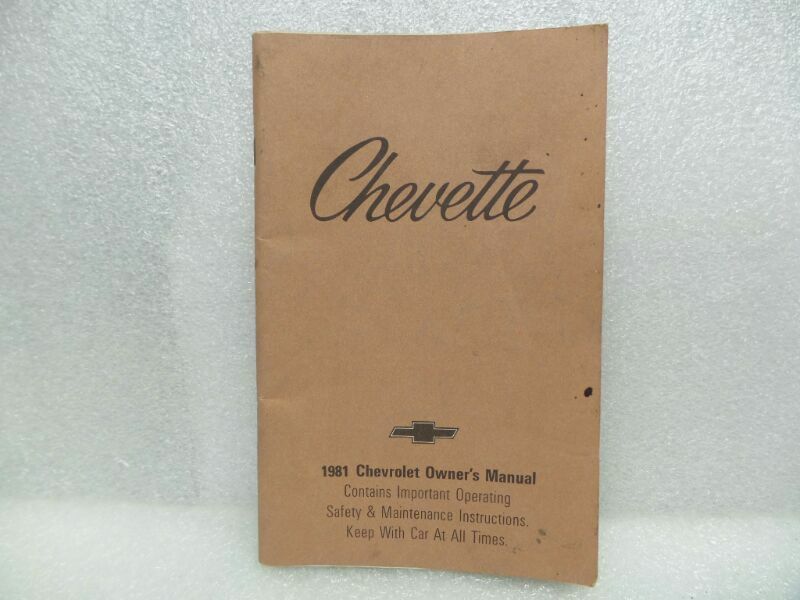 Chevette
1981 Chevrolet Owner's Manual
Contains Important Operating
Safety & Maintenance Instructions.
Keep With Car At All Times.